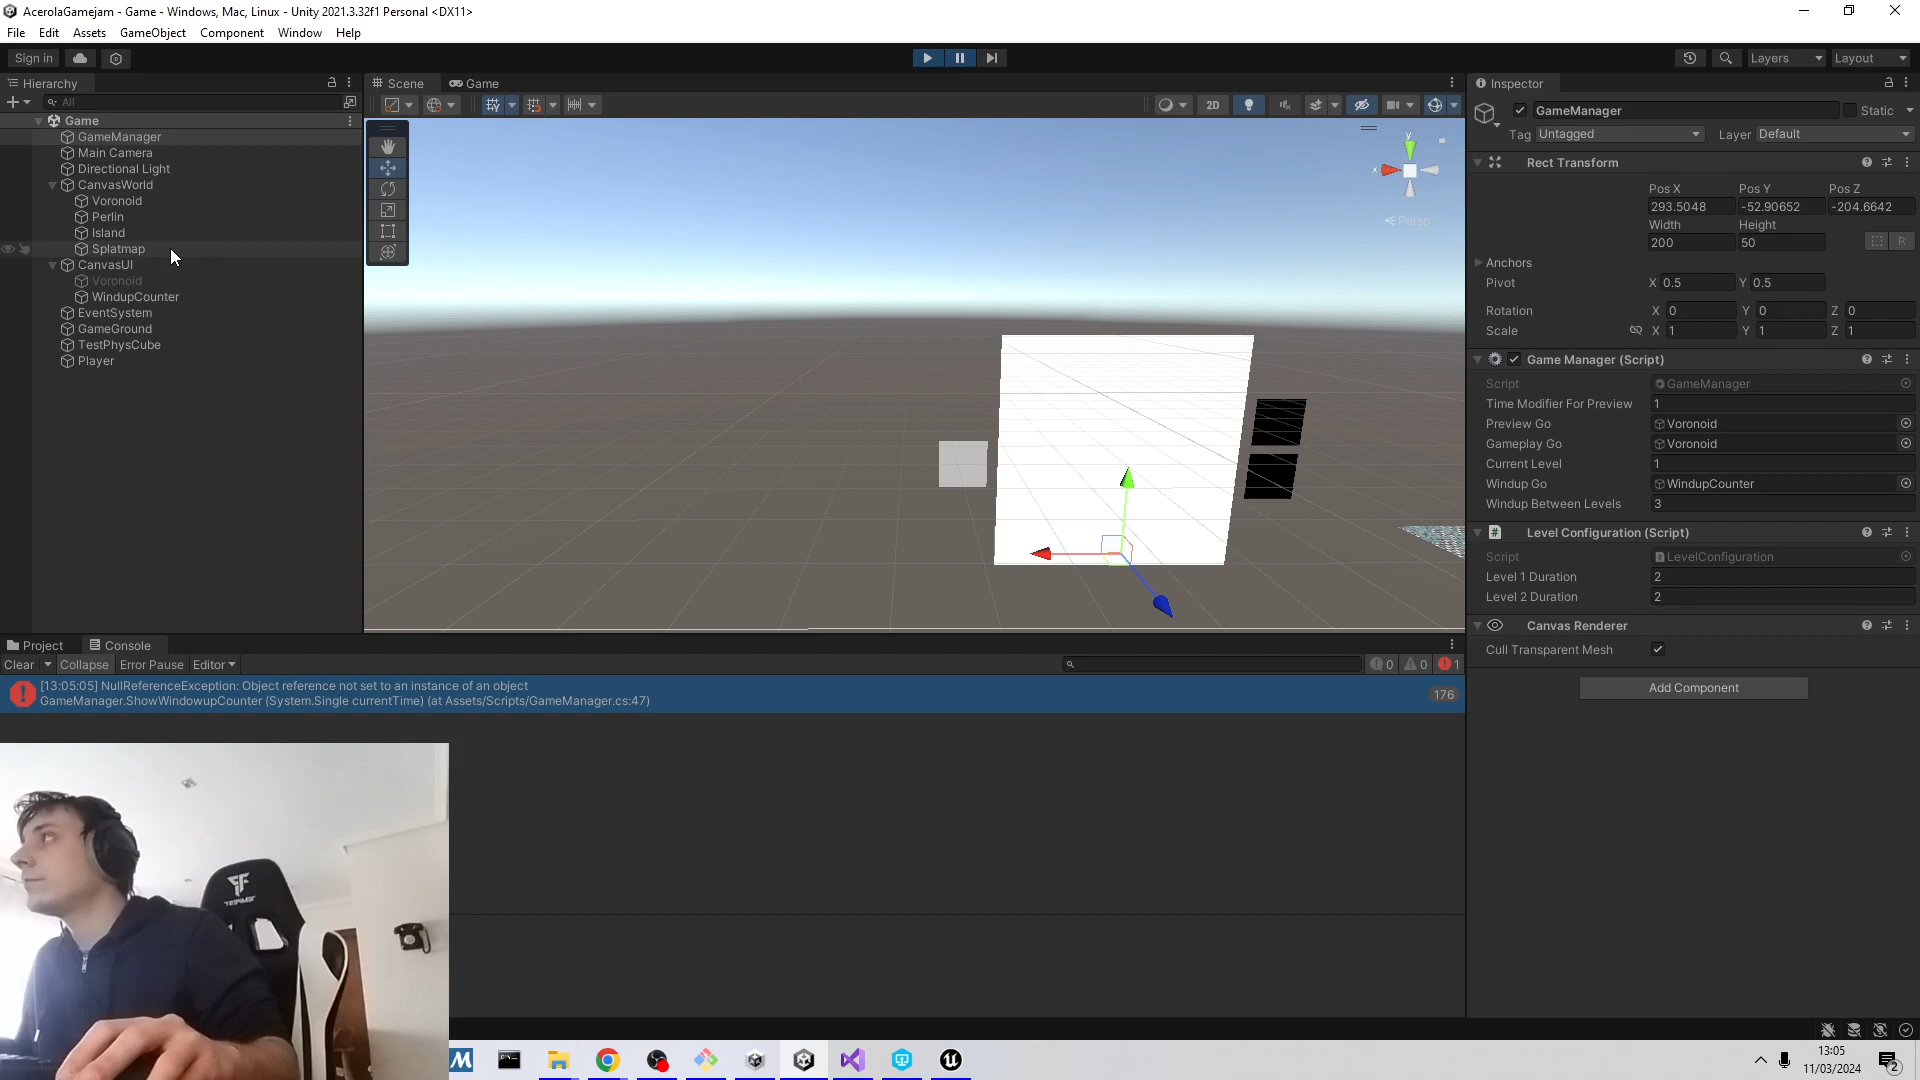 AcerolaGamejam - Game - Windows, Mac, Linux - Unity 2021.3.32f1 Personal <DX11>
File Edit Assets GameObject Component Window Help
Sign in
Layers
Layout
Hierarchy
All
Game
GameManager
Main Camera
Directional Light
CanvasWorld
Voronoid
Perlin
Island
Splatmap
CanvasUI
Voronoid
WindupCounter
EventSystem
GameGround
TestPhysCube
Player
Scene
Game
2D
y
x
Persp
Inspector
GameManager
Static
Tag Untagged
Layer Default
Rect Transform
Pos X Pos Y Pos Z
293.5048 -52.90652 -204.6642
Width Height
200 50
R
Anchors
Pivot X 0.5 Y 0.5
Rotation X 0 Y 0 Z 0
Scale X 1 Y 1 Z 1
Game Manager (Script)
Script GameManager
Time Modifier For Preview 1
Preview Go Voronoid
Gameplay Go Voronoid
Current Level 1
Windup Go WindupCounter
Windup Between Levels 3
Level Configuration (Script)
Script LevelConfiguration
Level 1 Duration 2
Level 2 Duration 2
Canvas Renderer
Cull Transparent Mesh
Add Component
Project
Console
Clear Collapse Error Pause Editor
0 0 1
[13:05:05] NullReferenceException: Object reference not set to an instance of an object
GameManager.ShowWindowupCounter (System.Single currentTime) (at Assets/Scripts/GameManager.cs:47)
176
13:05
11/03/2024
2